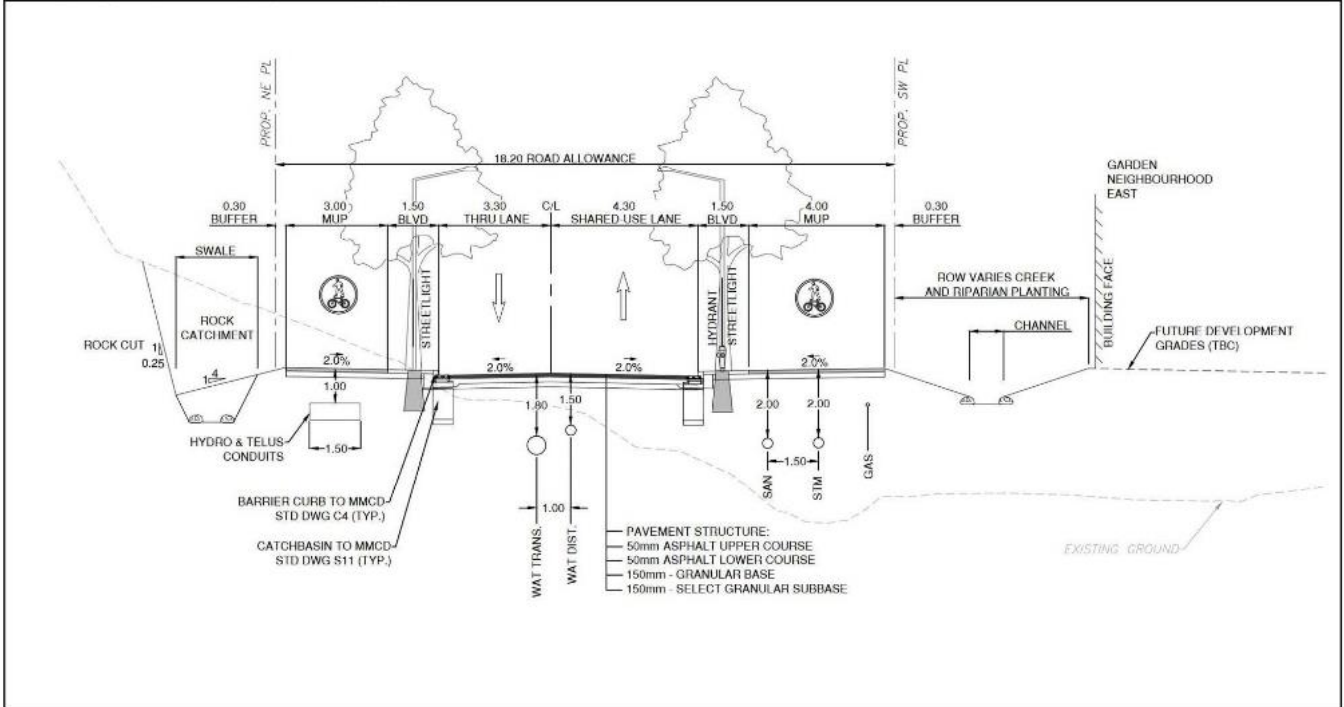 PROP. NE PL
PROP. SW PL
18.20 ROAD ALLOWANCE
GARDEN
NEIGHBOURHOOD
EAST
0.30
BUFFER
3.00
MUP
1.50
BLVD
3.30
THRU LANE
C/L
4.30
SHARED-USE LANE
1.50
BLVD
4.00
MUP
0.30
BUFFER
SWALE
ROCK
CATCHMENT
ROCK CUT
1
0.25
4
1
STREETLIGHT
HYDRANT
STREETLIGHT
ROW VARIES CREEK
AND RIPARIAN PLANTING
CHANNEL
BUILDING FACE
FUTURE DEVELOPMENT
GRADES (TBC)
2.0%
2.0%
2.0%
2.0%
1.00
1.80
1.50
2.00
2.00
HYDRO & TELUS
CONDUITS
1.50
1.50
SAN
STM
GAS
BARRIER CURB TO MMCD
STD DWG C4 (TYP.)
1.00
CATCHBASIN TO MMCD
STD DWG S11 (TYP.)
WAT TRANS.
WAT DIST.
PAVEMENT STRUCTURE:
50mm ASPHALT UPPER COURSE
50mm ASPHALT LOWER COURSE
150mm - GRANULAR BASE
150mm - SELECT GRANULAR SUBBASE
EXISTING GROUND